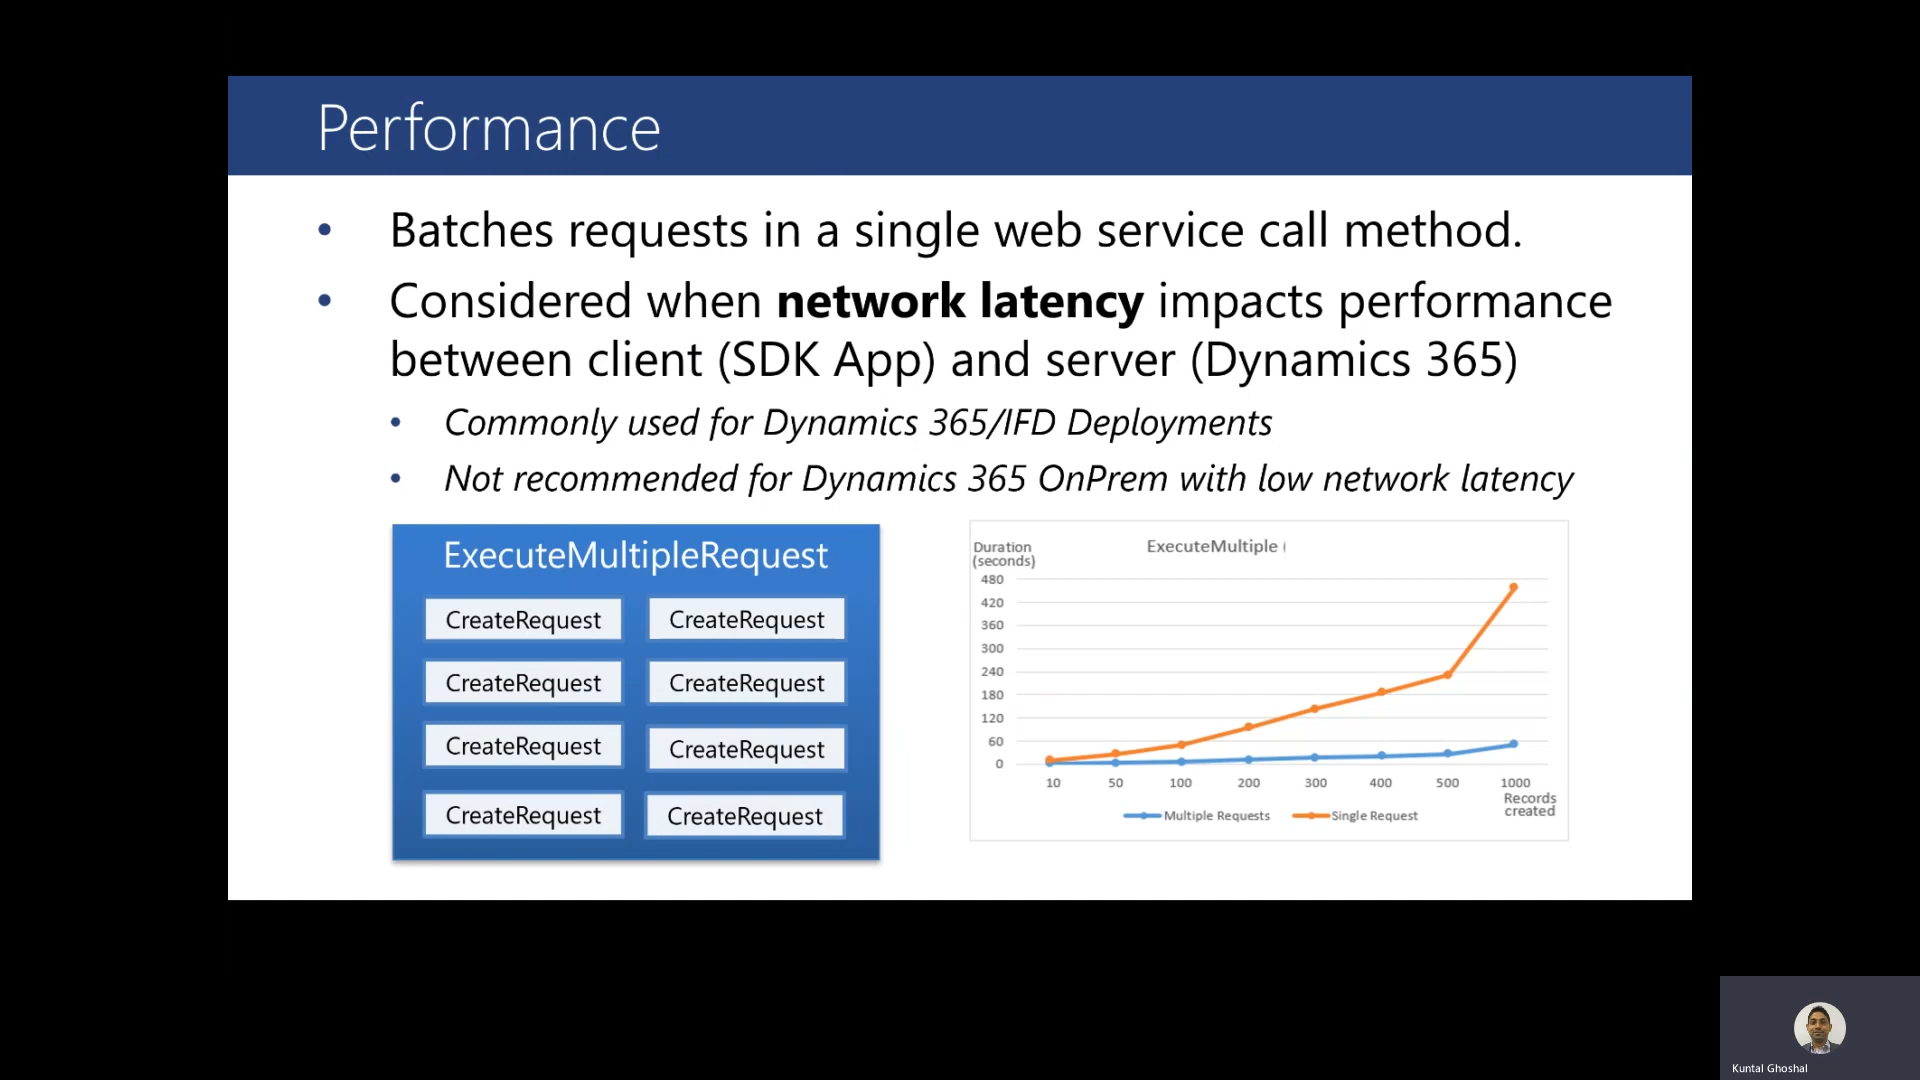 Performance
• Batches requests in a single web service call method.
• Considered when network latency impacts performance
between client (SDK App) and server (Dynamics 365)
• Commonly used for Dynamics 365/IFD Deployments
• Not recommended for Dynamics 365 OnPrem with low network latency
ExecuteMultipleRequest
CreateRequest CreateRequest
CreateRequest CreateRequest
CreateRequest CreateRequest
CreateRequest CreateRequest
ExecuteMultiple (
Duration
(seconds)
480
420
360
300
240
180
120
60
0
10 50 100 200 300 400 500 1000
Records
created
Multiple Requests Single Request
Kuntal Ghoshal